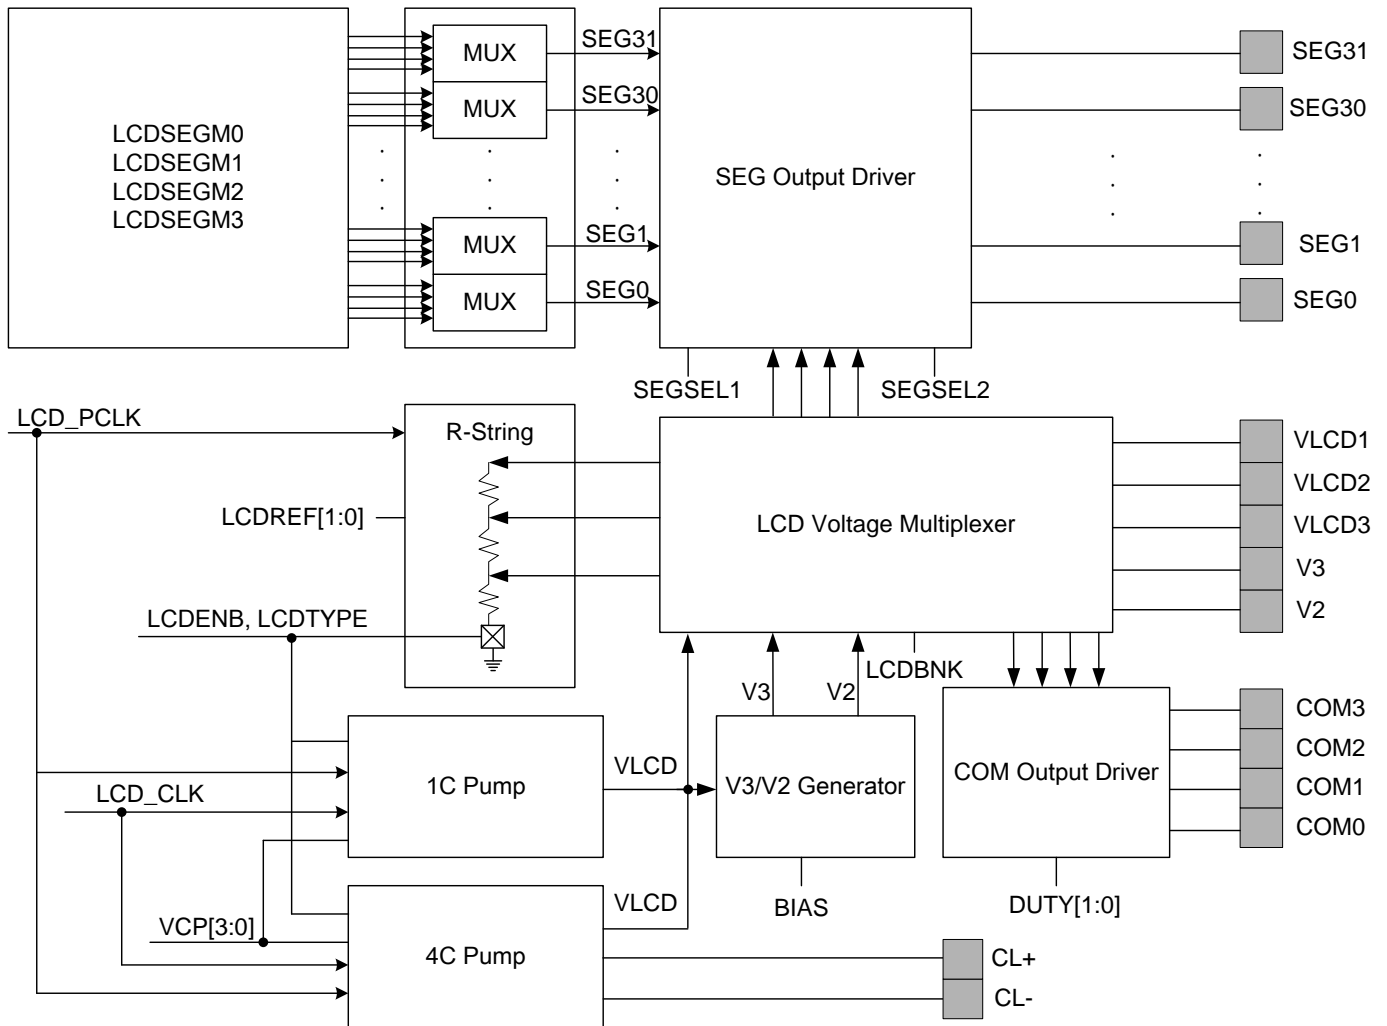 LCDSEGM0
LCDSEGM1
LCDSEGM2
LCDSEGM3
MUX
SEG31
MUX
SEG30
MUX
SEG1
MUX
SEG0
SEG Output Driver
SEG31
SEG30
SEG1
SEG0
SEGSEL1
SEGSEL2
LCD_PCLK
R-String
LCDREF[1:0]
LCDENB, LCDTYPE
LCD Voltage Multiplexer
VLCD1
VLCD2
VLCD3
V3
V2
V3
V2
LCDBNK
1C Pump
VLCD
LCD_CLK
V3/V2 Generator
COM Output Driver
COM3
COM2
COM1
COM0
VCP[3:0]
4C Pump
VLCD
BIAS
DUTY[1:0]
CL+
CL-